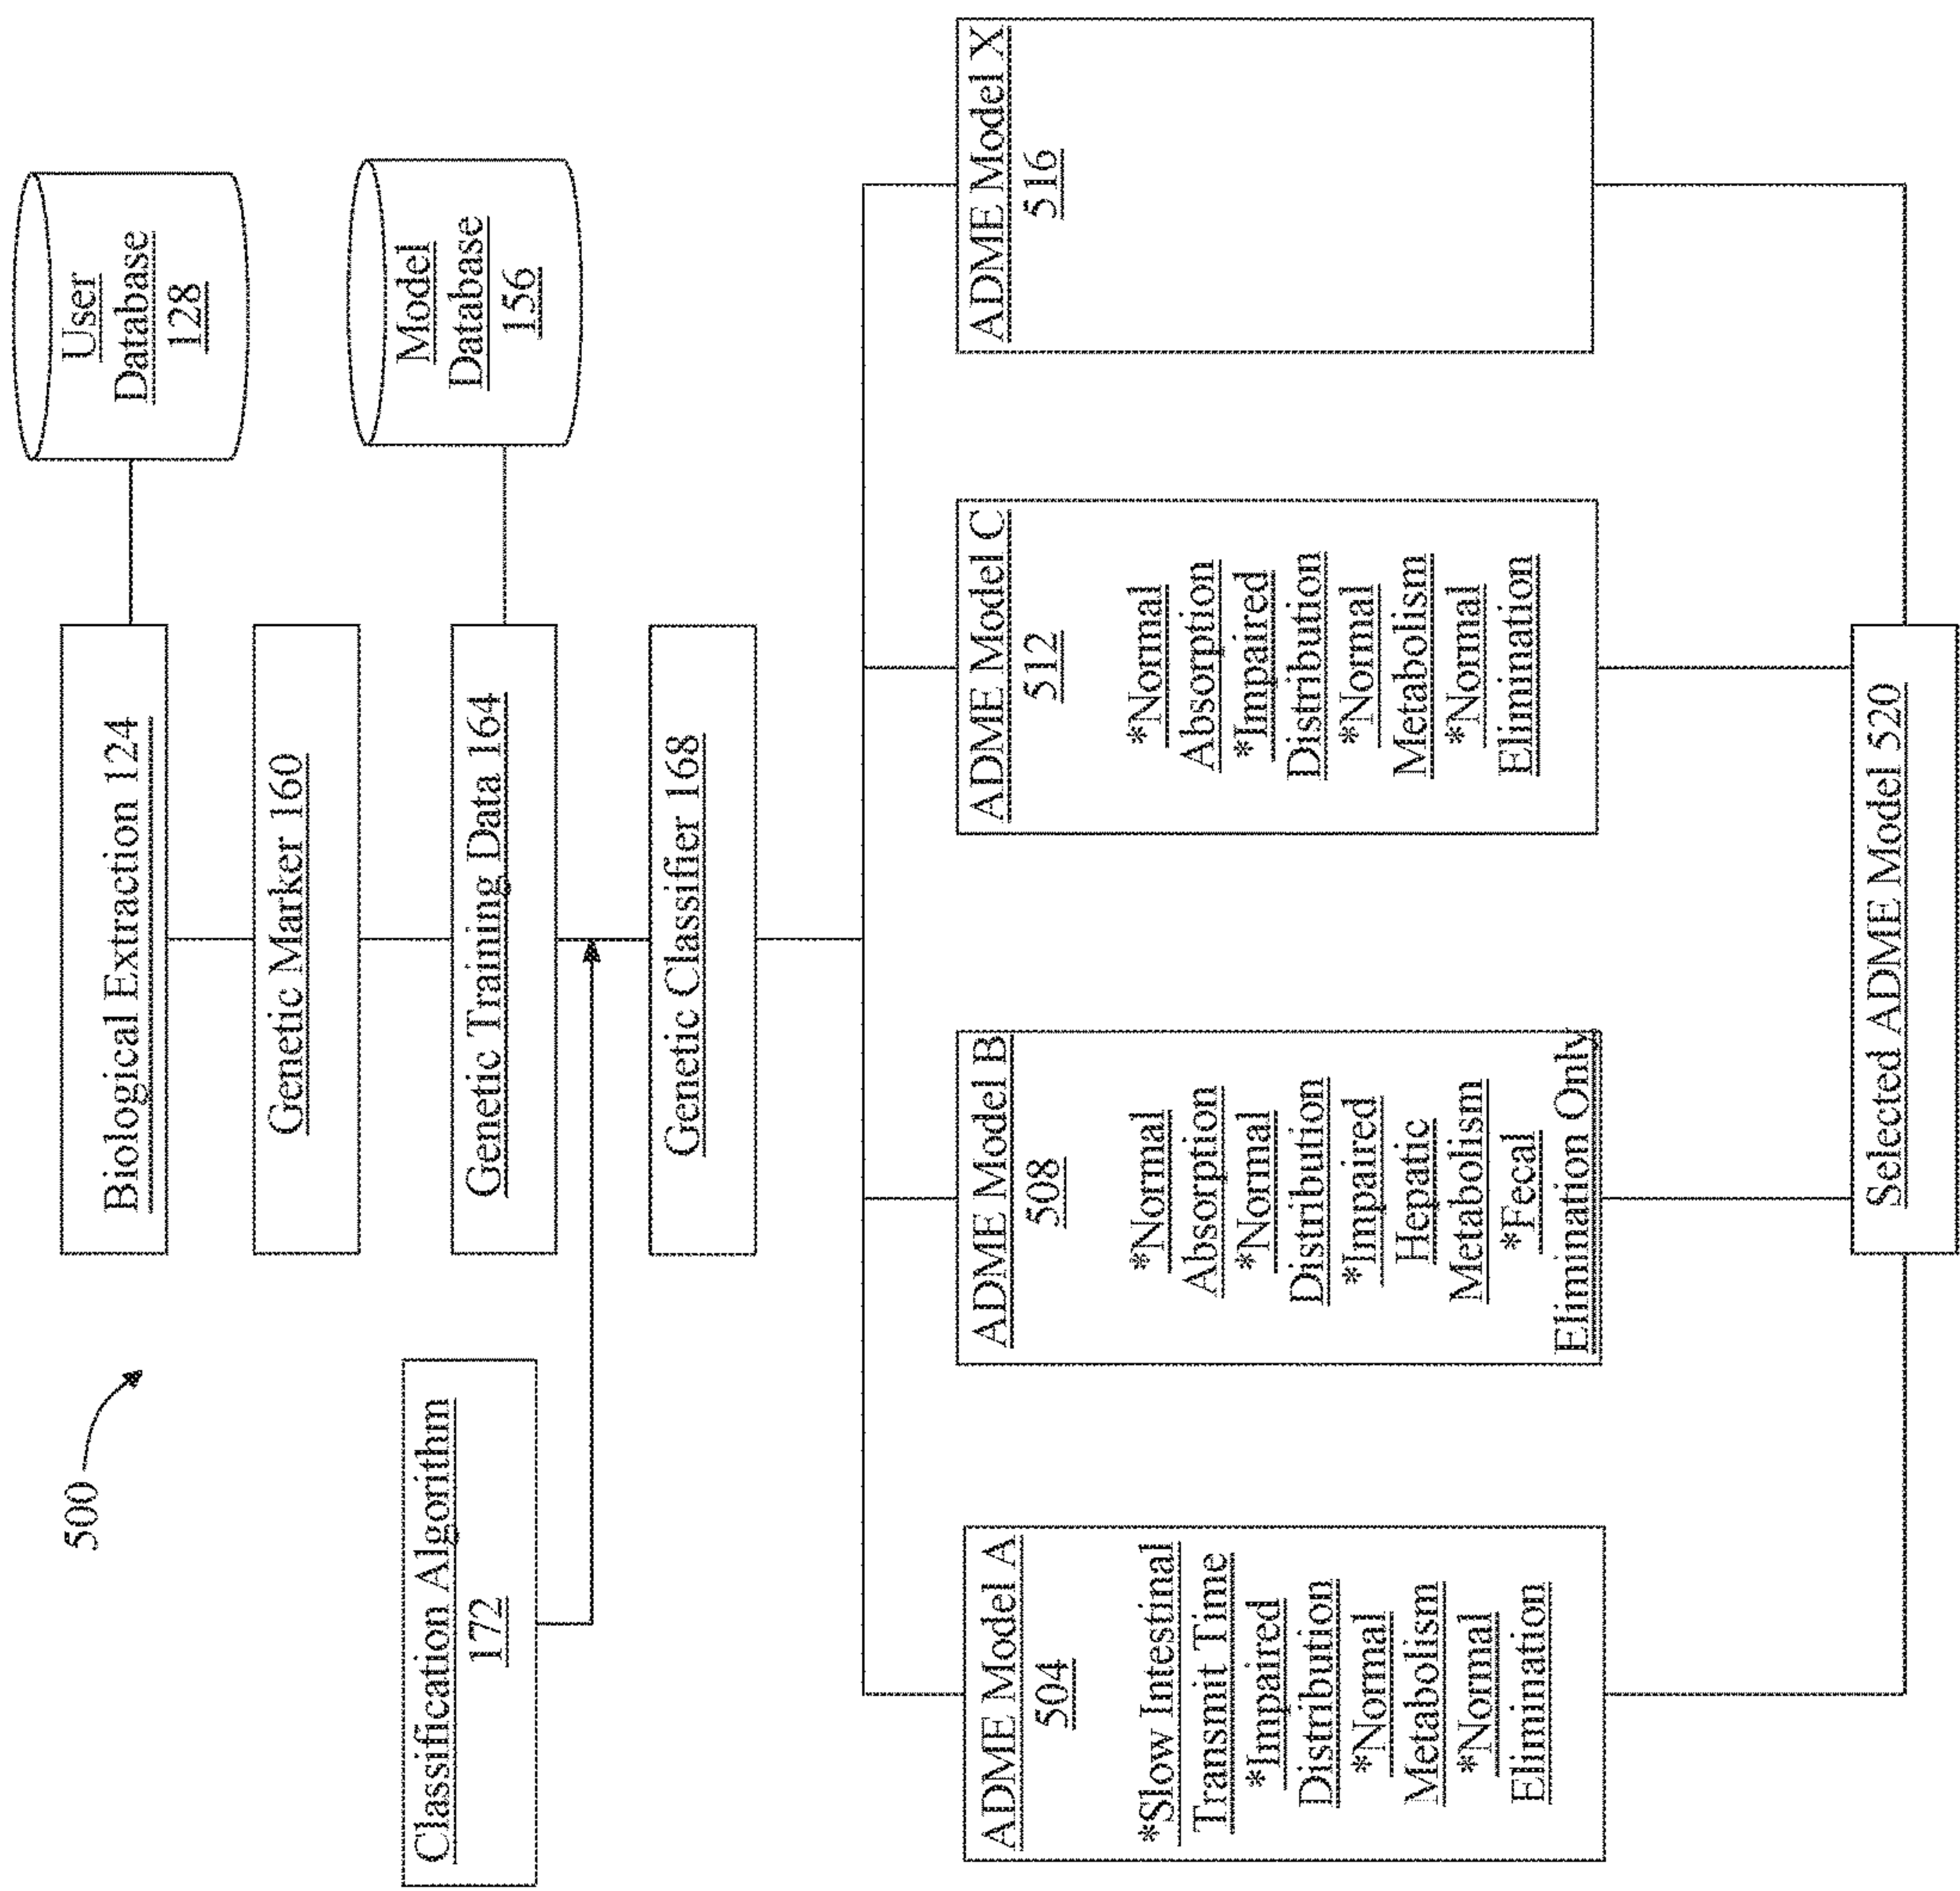 500
Biological Extraction 124
User
Database
128
Genetic Marker 160
Classification Algorithm
172
Genetic Training Data 164
Model
Database
156
Genetic Classifier 168
ADME Model A
504
*Slow Intestinal
Transmit Time
*Impaired
Distribution
*Normal
Metabolism
*Normal
Elimination
ADME Model B
508
*Normal
Absorption
*Normal
Distribution
*Impaired
Hepatic
Metabolism
*Fecal
Elimination Only
ADME Model C
512
*Normal
Absorption
*Impaired
Distribution
*Normal
Metabolism
*Normal
Elimination
ADME Model X
516
Selected ADME Model 520